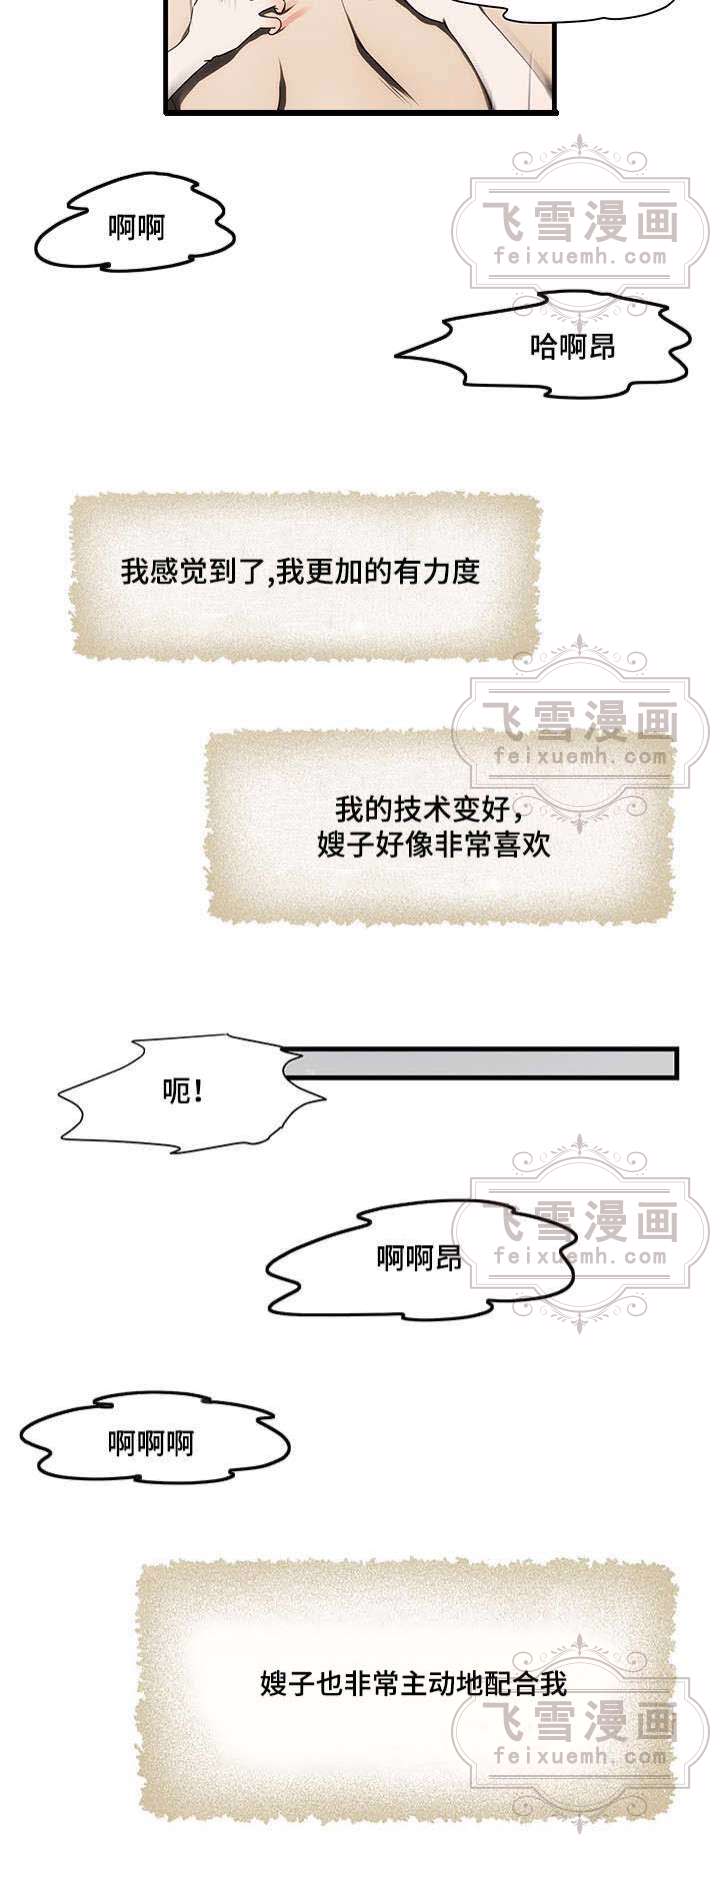 飞雪漫画
feixuemh.com
啊啊
哈啊昂
我感觉到了,我更加的有力度
飞雪漫画
feixuemh.com
我的技术变好，
嫂子好像非常喜欢
呃！
飞雪漫画
feixuemh.com
啊啊昂
啊啊啊
嫂子也非常主动地配合我
飞雪漫画
feixuemh.com